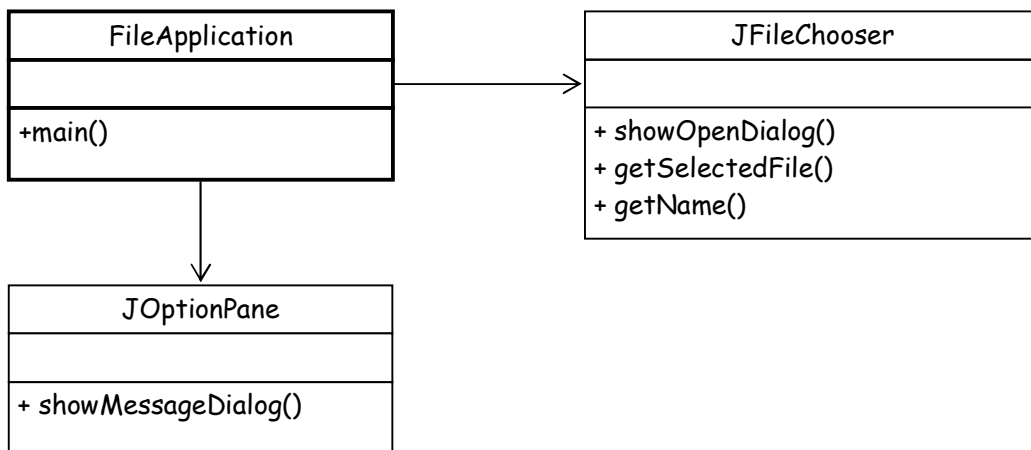 FileApplication
+main()
JFileChooser
+ showOpenDialog()
+ getSelectedFile()
+ getName()
JOptionPane
+ showMessageDialog()